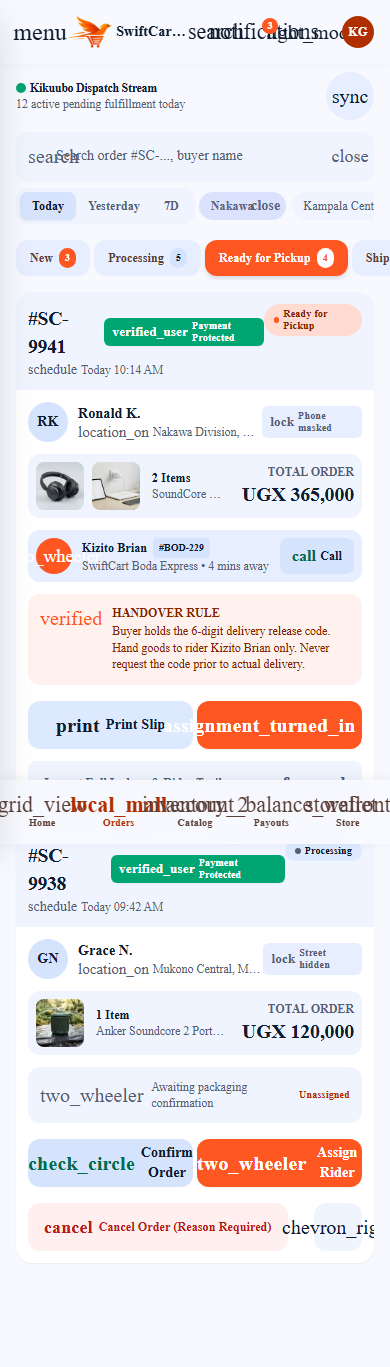 menu SwiftCar... search notifications light_mode KG
3
Kikuubo Dispatch Stream
12 active pending fulfillment today
sync
search Search order #SC-..., buyer name close
Today Yesterday 7D Nakawa close Kampala Cent
New 3 Processing 5 Ready for Pickup 4 Ship
#SC-9941
verified_user Payment Protected
Ready for Pickup
schedule Today 10:14 AM
RK Ronald K.
location_on Nakawa Division, ...
lock Phone masked
2 Items
SoundCore ...
TOTAL ORDER
UGX 365,000
Kizito Brian #BOD-229
SwiftCart Boda Express • 4 mins away
call Call
verified HANDOVER RULE
Buyer holds the 6-digit delivery release code.
Hand goods to rider Kizito Brian only. Never
request the code prior to actual delivery.
print Print Slip assignment_turned_in
grid_view local_mall inventory_2 account_balance_wallet storefront
Home Orders Catalog Payouts Store
#SC-9938
verified_user Payment Protected
Processing
schedule Today 09:42 AM
GN Grace N.
location_on Mukono Central, M...
lock Street hidden
1 Item
Anker Soundcore 2 Port...
TOTAL ORDER
UGX 120,000
two_wheeler Awaiting packaging confirmation Unassigned
check_circle Confirm Order
two_wheeler Assign Rider
cancel Cancel Order (Reason Required) chevron_rig